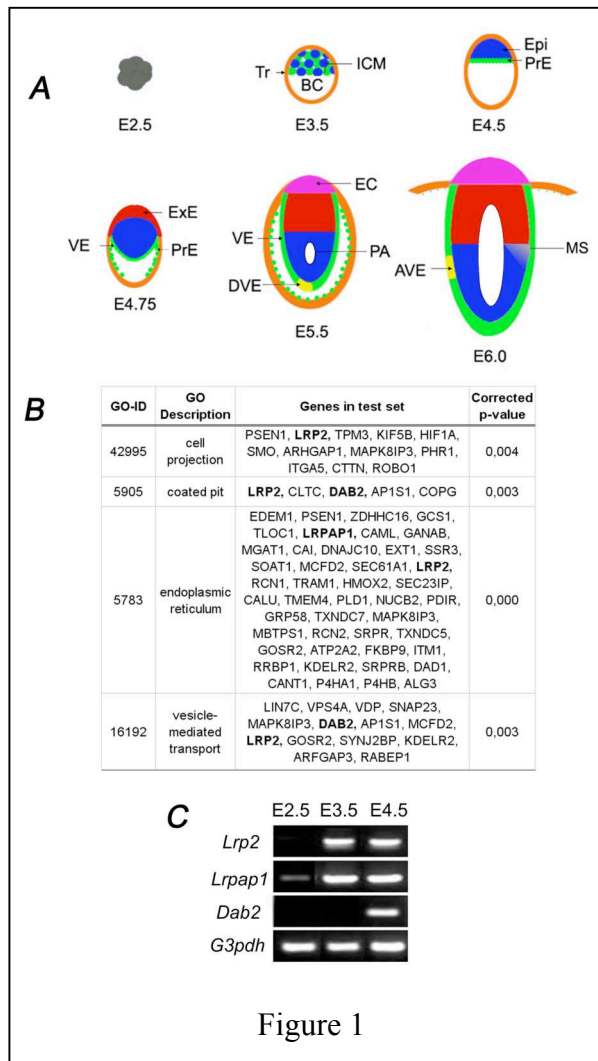 A
E2.5
Tr
ICM
BC
E3.5
Epi
PrE
E4.5
ExE
VE
PrE
E4.75
EC
VE
PA
DVE
E5.5
MS
AVE
E6.0
B
GO-ID GO Description Genes in test set Corrected p-value
42995 cell projection
PSEN1, LRP2, TPM3, KIF5B, HIF1A,
SMO, ARHGAP1, MAPK8IP3, PHR1,
ITGA5, CTTN, ROBO1
0,004
5905 coated pit LRP2, CLTC, DAB2, AP1S1, COPG 0,003
5783 endoplasmic reticulum
EDEM1, PSEN1, ZDHHC16, GCS1,
TLOC1, LRPAP1, CAML, GANAB,
MGAT1, CAI, DNAJC10, EXT1, SSR3,
SOAT1, MCFD2, SEC61A1, LRP2,
RCN1, TRAM1, HMOX2, SEC23IP,
CALU, TMEM4, PLD1, NUCB2, PDIR,
GRP58, TXNDC7, MAPK8IP3,
MBTPS1, RCN2, SRPR, TXNDC5,
GOSR2, ATP2A2, FKBP9, ITM1,
RRBP1, KDELR2, SRPRB, DAD1,
CANT1, P4HA1, P4HB, ALG3
0,000
16192 vesicle-mediated transport
LIN7C, VPS4A, VDP, SNAP23,
MAPK8IP3, DAB2, AP1S1, MCFD2,
LRP2, GOSR2, SYNJ2BP, KDELR2,
ARFGAP3, RABEP1
0,003
C
E2.5 E3.5 E4.5
Lrp2
Lrpap1
Dab2
G3pdh
Figure 1